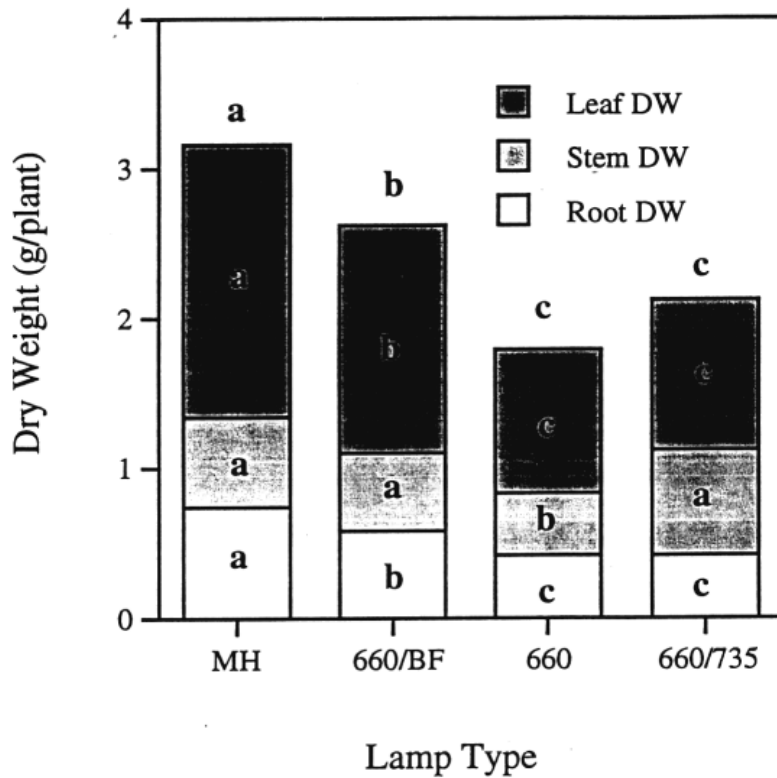 4
3
2
1
0
Dry Weight (g/plant)
Leaf DW
Stem DW
Root DW
a
b
c
c
a
b
c
c
a
a
b
a
a
b
c
c
MH
660/BF
660
660/735
Lamp Type